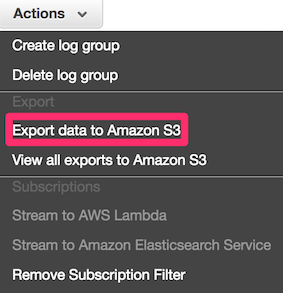 Actions
Create log group
Delete log group
Export
Export data to Amazon S3
View all exports to Amazon S3
Subscriptions
Stream to AWS Lambda
Stream to Amazon Elasticsearch Service
Remove Subscription Filter